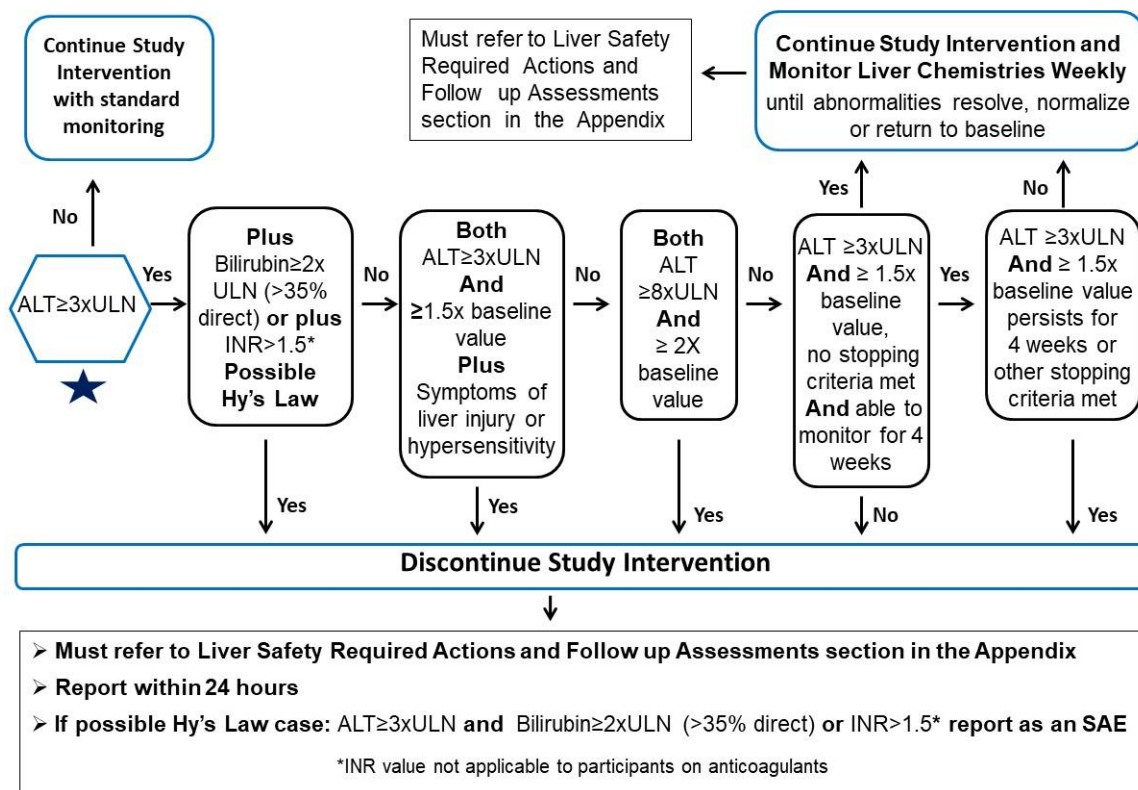 Continue Study
Intervention
with standard
monitoring
Must refer to Liver Safety
Required Actions and
Follow up Assessments
section in the Appendix
Continue Study Intervention and
Monitor Liver Chemistries Weekly
until abnormalities resolve, normalize
or return to baseline
No
Yes
No
ALT≥3xULN
Yes
Plus
Bilirubin≥2x
ULN (>35%
direct) or plus
INR>1.5*
Possible
Hy's Law
No
Both
ALT≥3xULN
And
≥1.5x baseline
value
Plus
Symptoms of
liver injury or
hypersensitivity
No
Both
ALT
≥8xULN
And
≥ 2X
baseline
value
No
ALT ≥3xULN
And ≥ 1.5x
baseline
value,
no stopping
criteria met
And able to
monitor for 4
weeks
Yes
ALT ≥3xULN
And ≥ 1.5x
baseline value
persists for
4 weeks or
other stopping
criteria met
Yes
Yes
Yes
No
Yes
Discontinue Study Intervention
➢ Must refer to Liver Safety Required Actions and Follow up Assessments section in the Appendix
➢ Report within 24 hours
➢ If possible Hy's Law case: ALT≥3xULN and Bilirubin≥2xULN (>35% direct) or INR>1.5* report as an SAE
*INR value not applicable to participants on anticoagulants